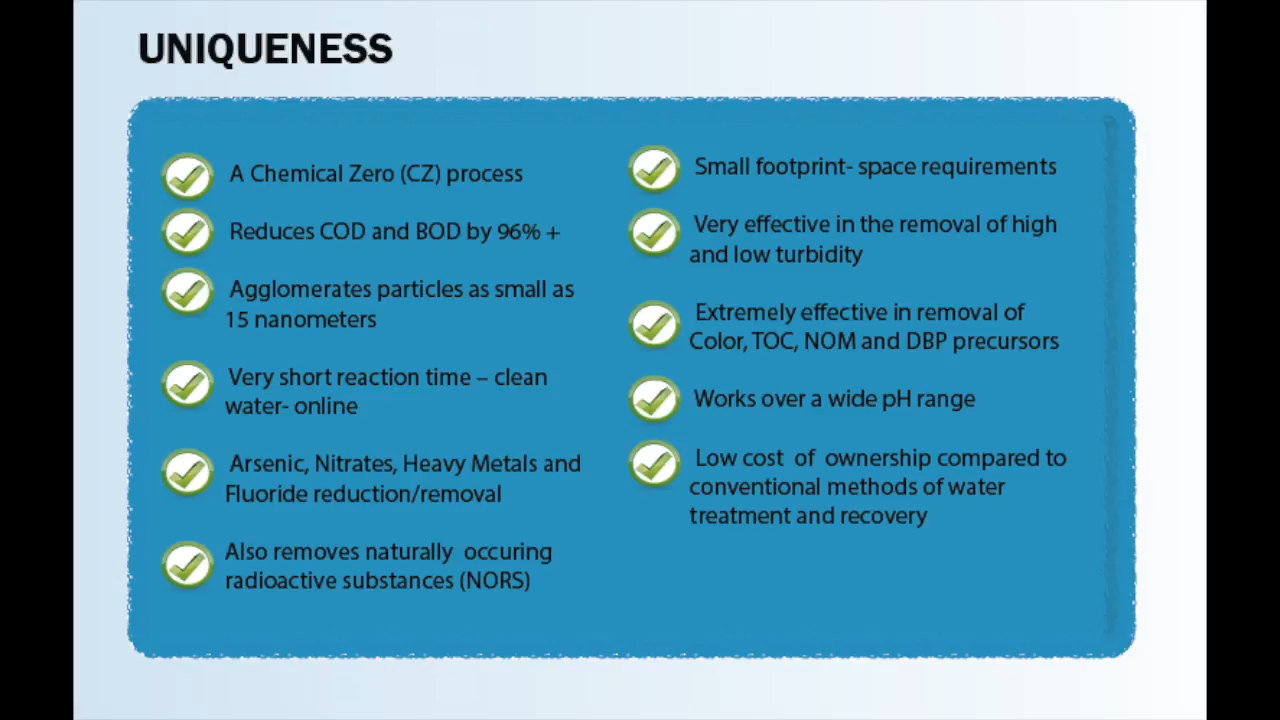 UNIQUENESS
A Chemical Zero (CZ) process
Reduces COD and BOD by 96% +
Agglomerates particles as small as
15 nanometers
Very short reaction time – clean
water- online
Arsenic, Nitrates, Heavy Metals and
Fluoride reduction/removal
Also removes naturally occuring
radioactive substances (NORS)
Small footprint- space requirements
Very effective in the removal of high
and low turbidity
Extremely effective in removal of
Color, TOC, NOM and DBP precursors
Works over a wide pH range
Low cost of ownership compared to
conventional methods of water
treatment and recovery